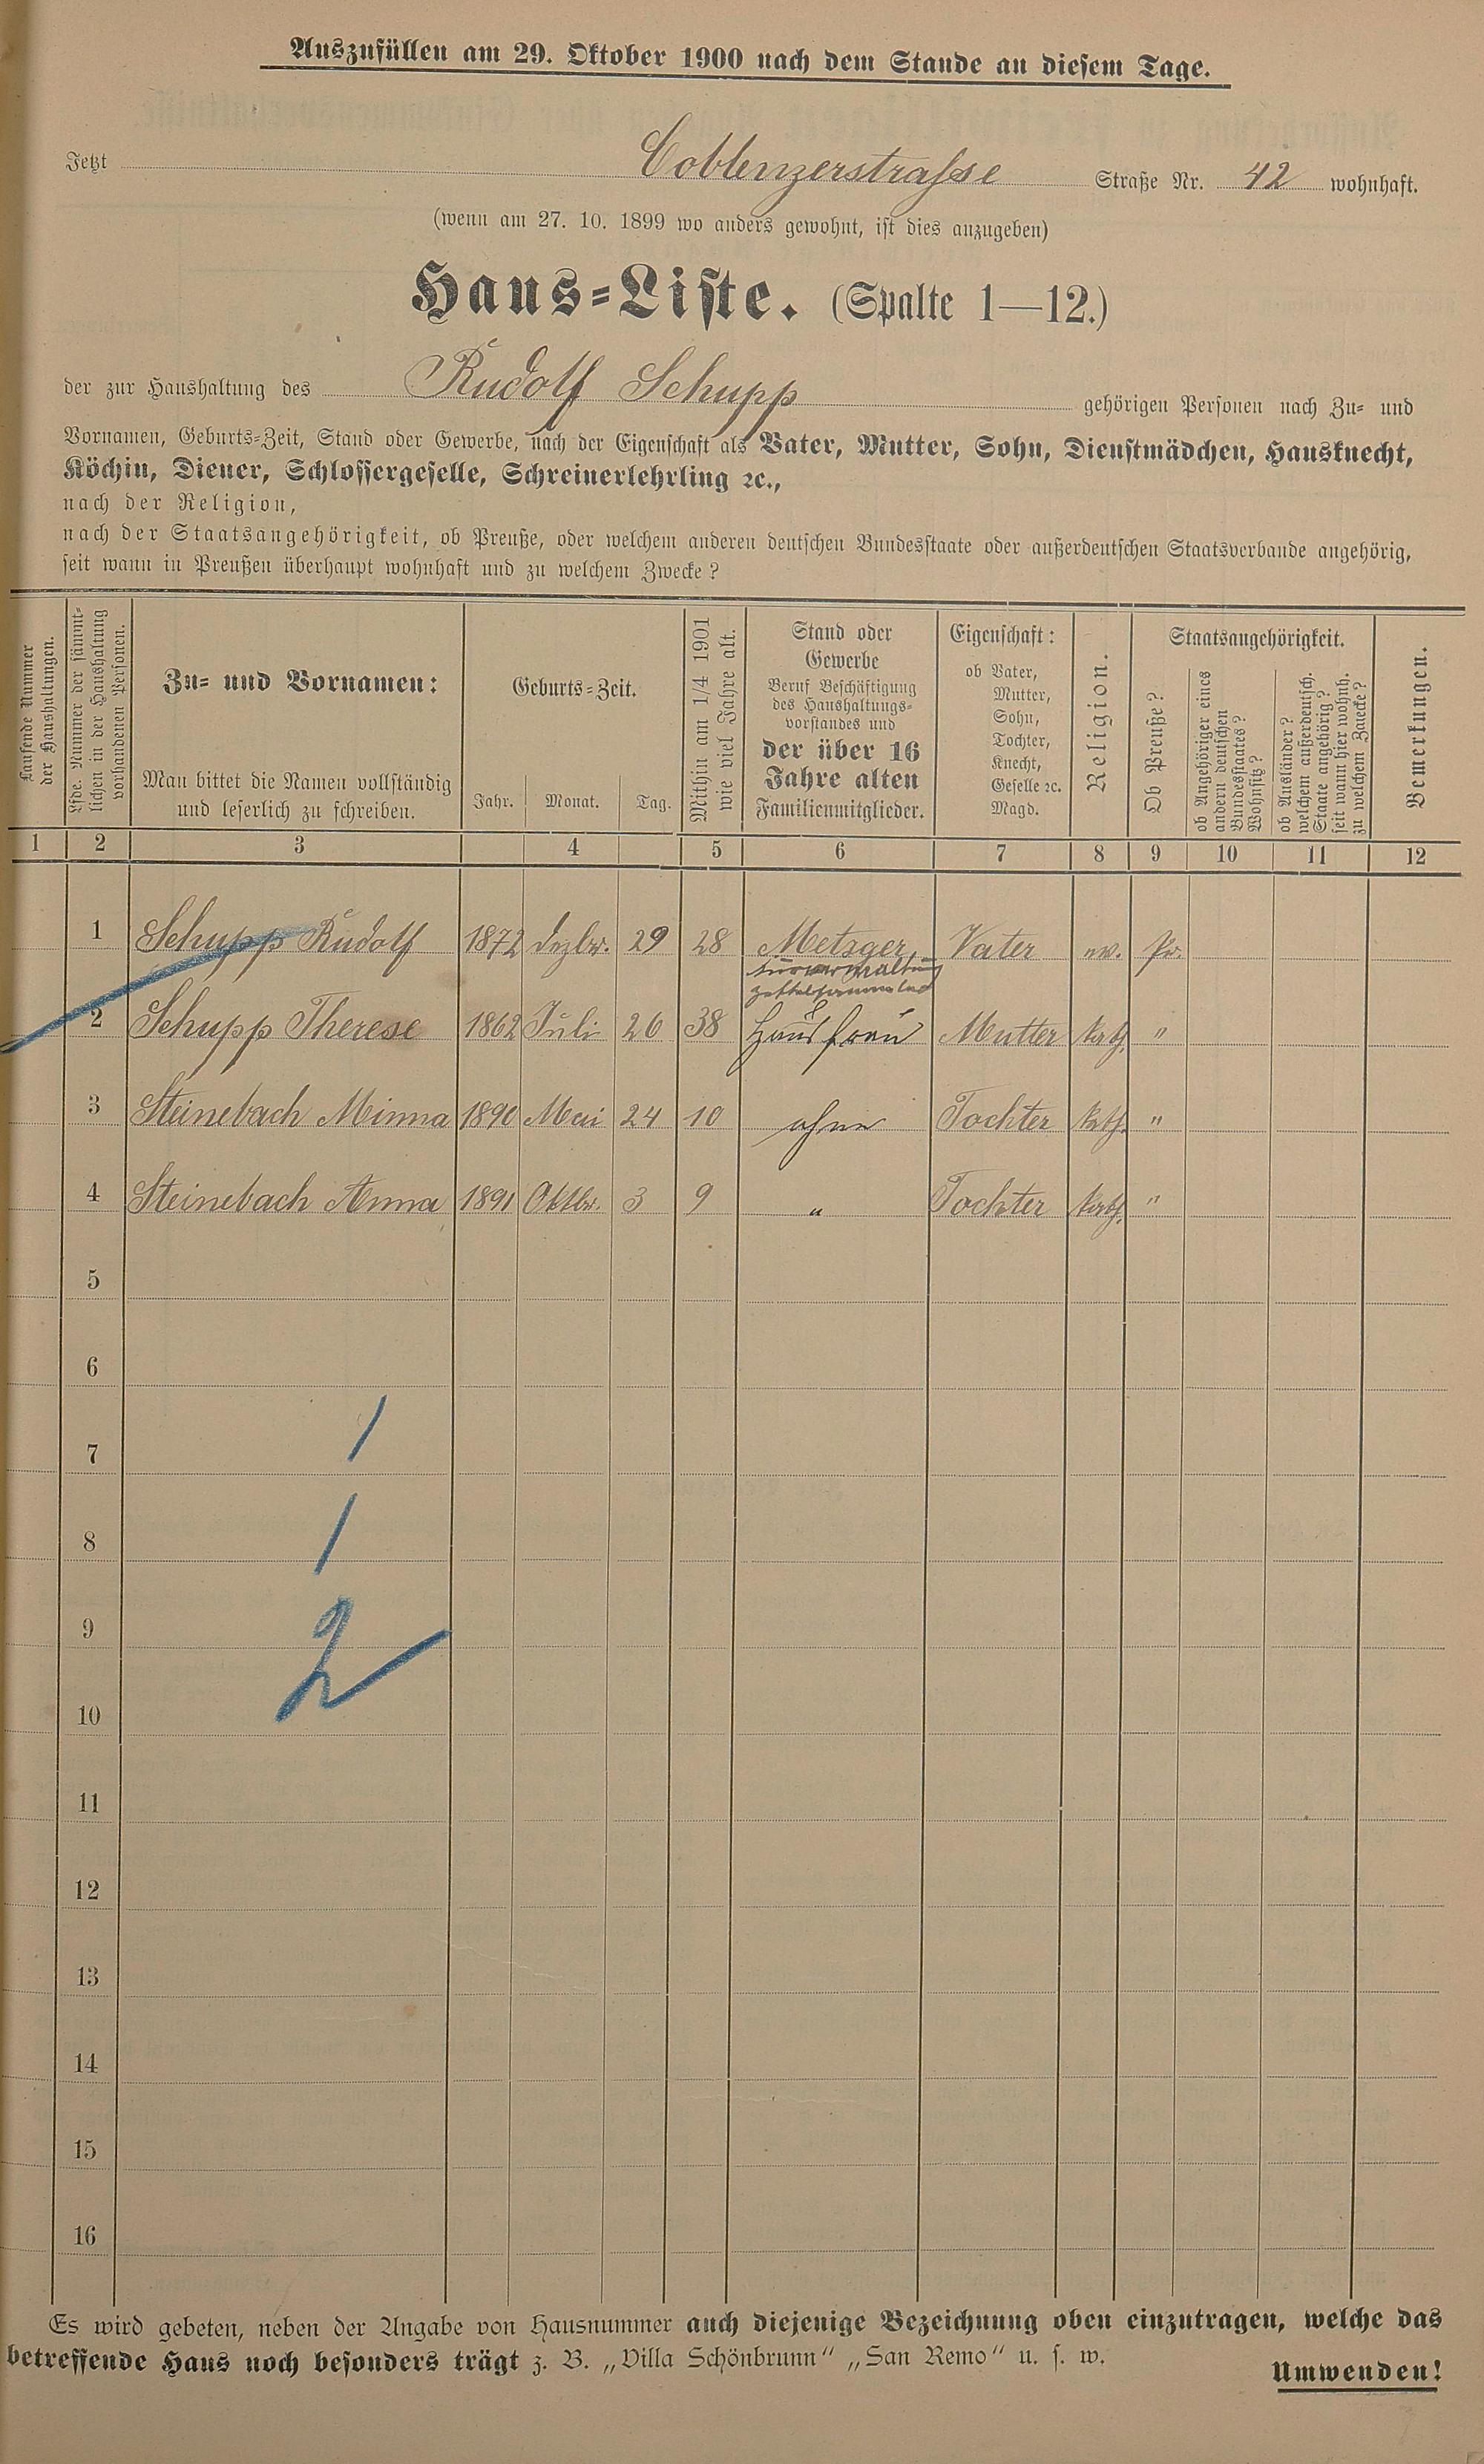 Auszufüllen am 29. Oktober 1900 nach dem Stande an diesem Tage.
Jetzt Coblenzerstrasse Straße Nr. 42 wohnhaft.
(wenn am 27. 10. 1899 wo anders gewohnt, ist dies anzugeben)
Haus=Liste. (Spalte 1—12.)
der zur Haushaltung des Rudolf Schupp gehörigen Personen nach Zu= und
Vornamen, Geburts=Zeit, Stand oder Gewerbe, nach der Eigenschaft als Vater, Mutter, Sohn, Dienstmädchen, Hausknecht,
Köchin, Diener, Schlossergeselle, Schreinerlehrling ꝛc.,
nach der Religion,
nach der Staatsangehörigkeit, ob Preuße, oder welchem anderen deutschen Bundesstaate oder außerdeutschen Staatsverbande angehörig,
seit wann in Preußen überhaupt wohnhaft und zu welchem Zwecke?
Laufende Nummer
der Haushaltungen.
Lfde. Nummer der sämmt=
lichen in der Haushaltung
vorhandenen Personen.
Zu= und Vornamen:
Man bittet die Namen vollständig
und leserlich zu schreiben.
Geburts=Zeit.
Jahr. Monat. Tag.
Mithin am 1/4 1901
wie viel Jahre alt.
Stand oder
Gewerbe
Beruf Beschäftigung
des Haushaltungs=
vorstandes und
der über 16
Jahre alten
Familienmitglieder.
Eigenschaft:
ob Vater,
Mutter,
Sohn,
Tochter,
Knecht,
Geselle ꝛc.
Magd.
Religion.
Staatsangehörigkeit.
Ob Preuße?
ob Angehöriger eines
andern deutschen
Bundesstaates?
Wohnsitz?
ob Ausländer?
welchem außerdeutsch.
Staate angehörig?
seit wann hier wohnh.
zu welchem Zwecke?
Bemerkungen.
1 2 3 4 5 6 7 8 9 10 11 12
1 Schupp Rudolf 1872 Dezbr. 29 28 Metzger Vater ev. Pr.
2 Schupp Therese 1862 Juli 26 38 Hausfrau Mutter kath. "
3 Steinebach Minna 1890 Mai 24 10 ohne Tochter kath. "
4 Steinebach Anna 1891 Oktbr. 3 9 " Tochter kath. "
5
6
7 1
8 1
9 2
10
11
12
13
14
15
16
Es wird gebeten, neben der Angabe von Hausnummer auch diejenige Bezeichnung oben einzutragen, welche das
betreffende Haus noch besonders trägt z. B. „Villa Schönbrunn" „San Remo" u. s. w.
Umwenden!